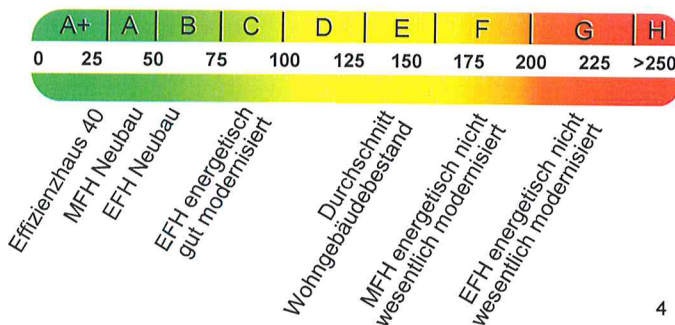 A+ A B C D E F G H
0 25 50 75 100 125 150 175 200 225 >250
Effizienzhaus 40
MFH Neubau
EFH Neubau
EFH energetisch
gut modernisiert
Durchschnitt
Wohngebäudebestand
MFH energetisch nicht
wesentlich modernisiert
EFH energetisch nicht
wesentlich modernisiert
4